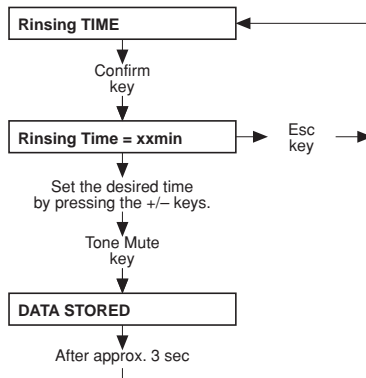 Rinsing TIME
Confirm
key
Rinsing Time = xxmin
Esc
key
Set the desired time
by pressing the +/– keys.
Tone Mute
key
DATA STORED
After approx. 3 sec